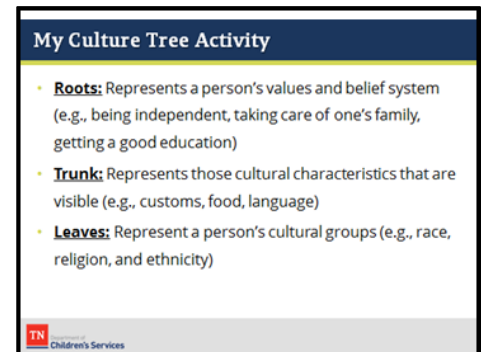 My Culture Tree Activity
• Roots: Represents a person's values and belief system
(e.g., being independent, taking care of one's family,
getting a good education)
• Trunk: Represents those cultural characteristics that are
visible (e.g., customs, food, language)
• Leaves: Represent a person's cultural groups (e.g., race,
religion, and ethnicity)
TN
Department of
Children's Services